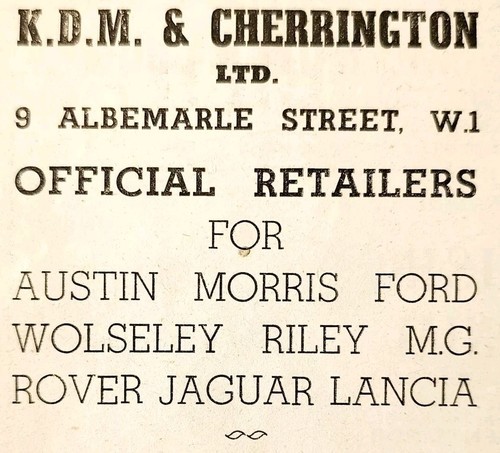 K.D.M. & CHERRINGTON
LTD.
9 ALBEMARLE STREET, W.1
OFFICIAL RETAILERS
FOR
AUSTIN MORRIS FORD
WOLSELEY RILEY M.G.
ROVER JAGUAR LANCIA